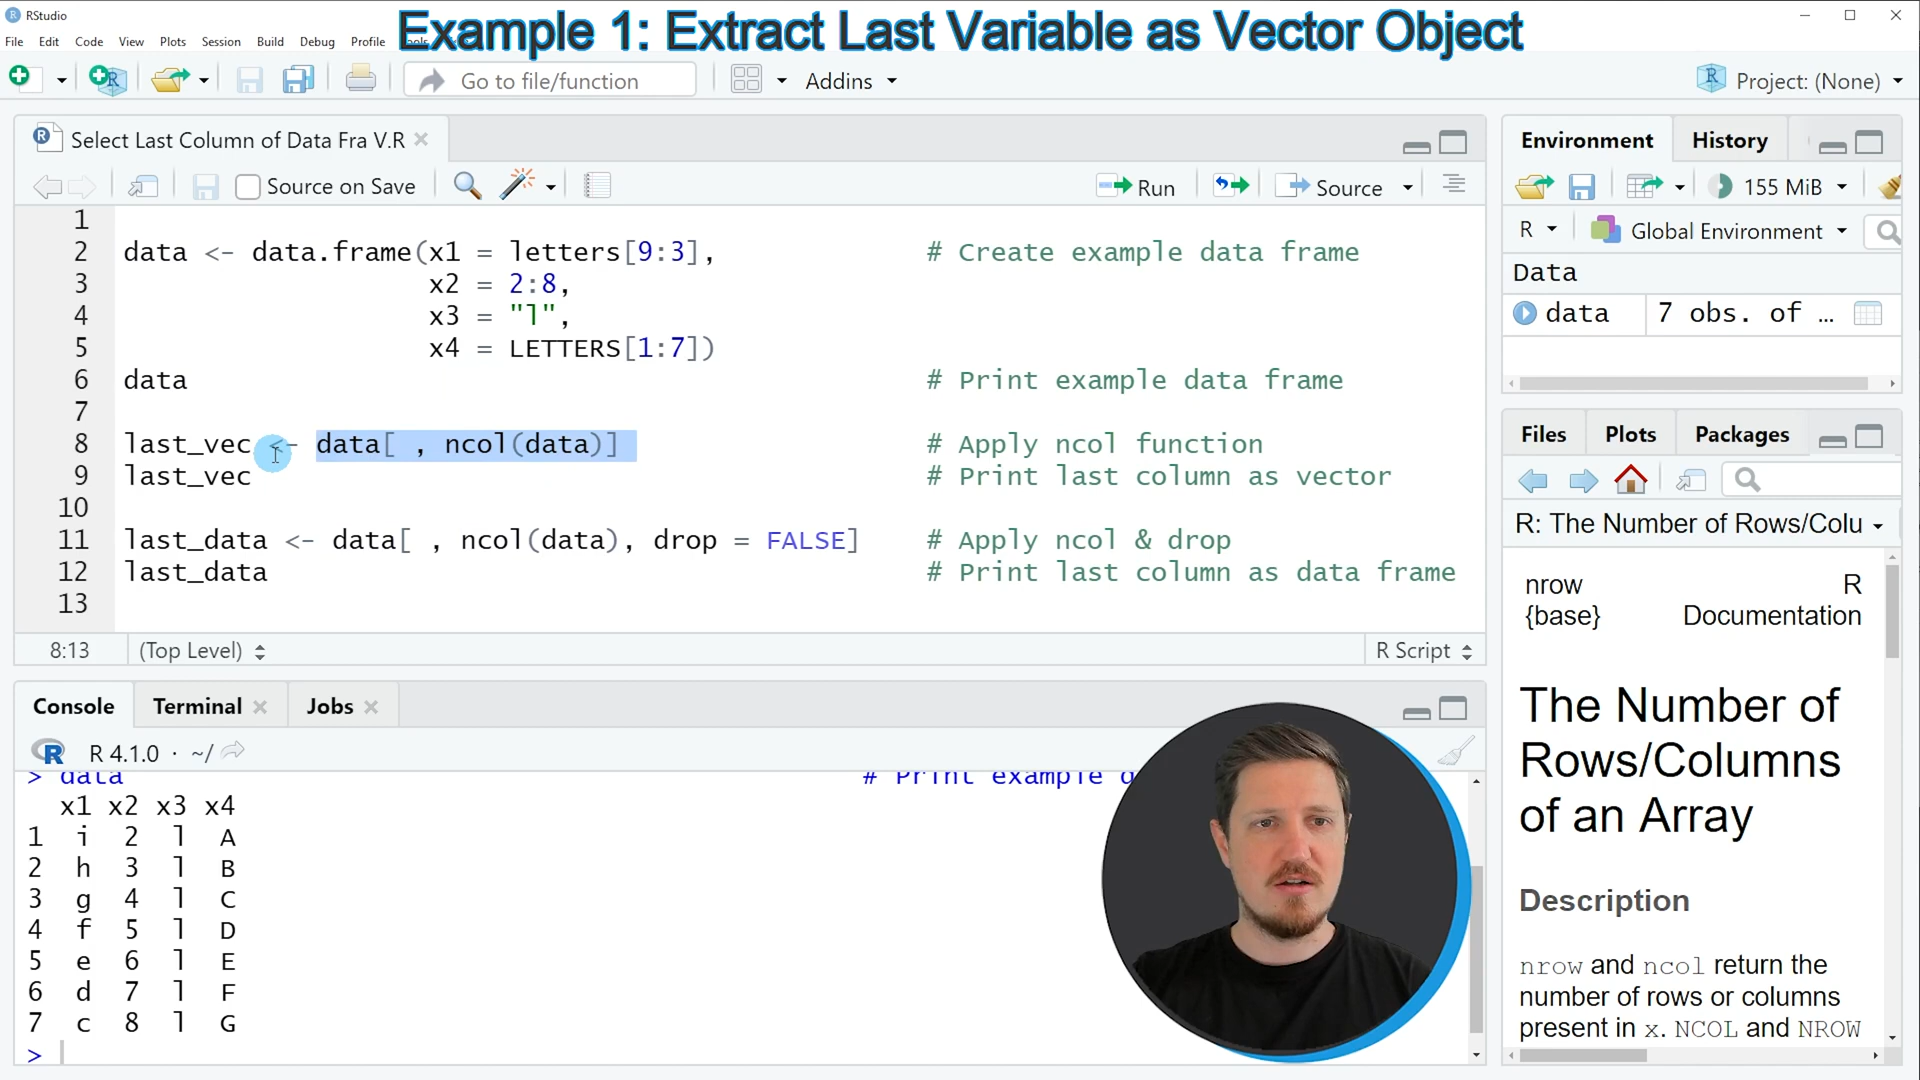 RStudio
Example 1: Extract Last Variable as Vector Object
File Edit Code View Plots Session Build Debug Profile
Go to file/function Addins Project: (None)
Select Last Column of Data Fra V.R
Source on Save Run Source
1
2 data <- data.frame(x1 = letters[9:3], # Create example data frame
3 x2 = 2:8,
4 x3 = "l",
5 x4 = LETTERS[1:7])
6 data # Print example data frame
7
8 last_vec <- data[ , ncol(data)] # Apply ncol function
9 last_vec # Print last column as vector
10
11 last_data <- data[ , ncol(data), drop = FALSE] # Apply ncol & drop
12 last_data # Print last column as data frame
13
8:13 (Top Level) R Script
Console Terminal Jobs
R 4.1.0 · ~/
> data # Print example d
x1 x2 x3 x4
1 i 2 l A
2 h 3 l B
3 g 4 l C
4 f 5 l D
5 e 6 l E
6 d 7 l F
7 c 8 l G
>
Environment History
155 MiB
R Global Environment
Data
data 7 obs. of …
Files Plots Packages
R: The Number of Rows/Colu
nrow R
{base} Documentation
The Number of
Rows/Columns
of an Array
Description
nrow and ncol return the
number of rows or columns
present in x. NCOL and NROW